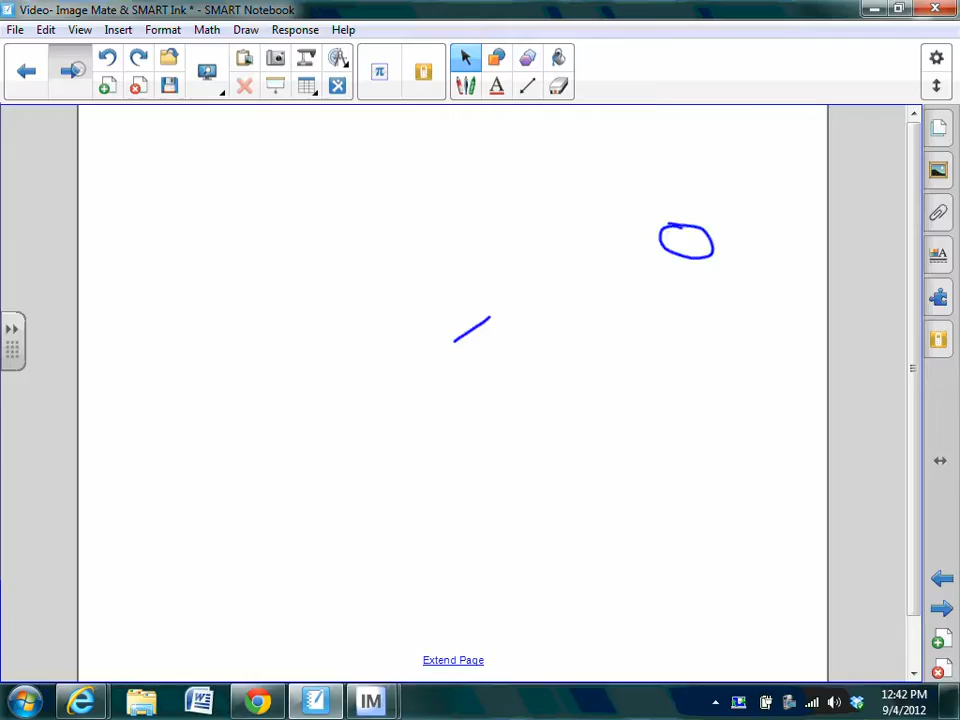 Video- Image Mate & SMART Ink * - SMART Notebook
File Edit View Insert Format Math Draw Response Help
π
A
A
Extend Page
W
IM
12:42 PM
9/4/2012